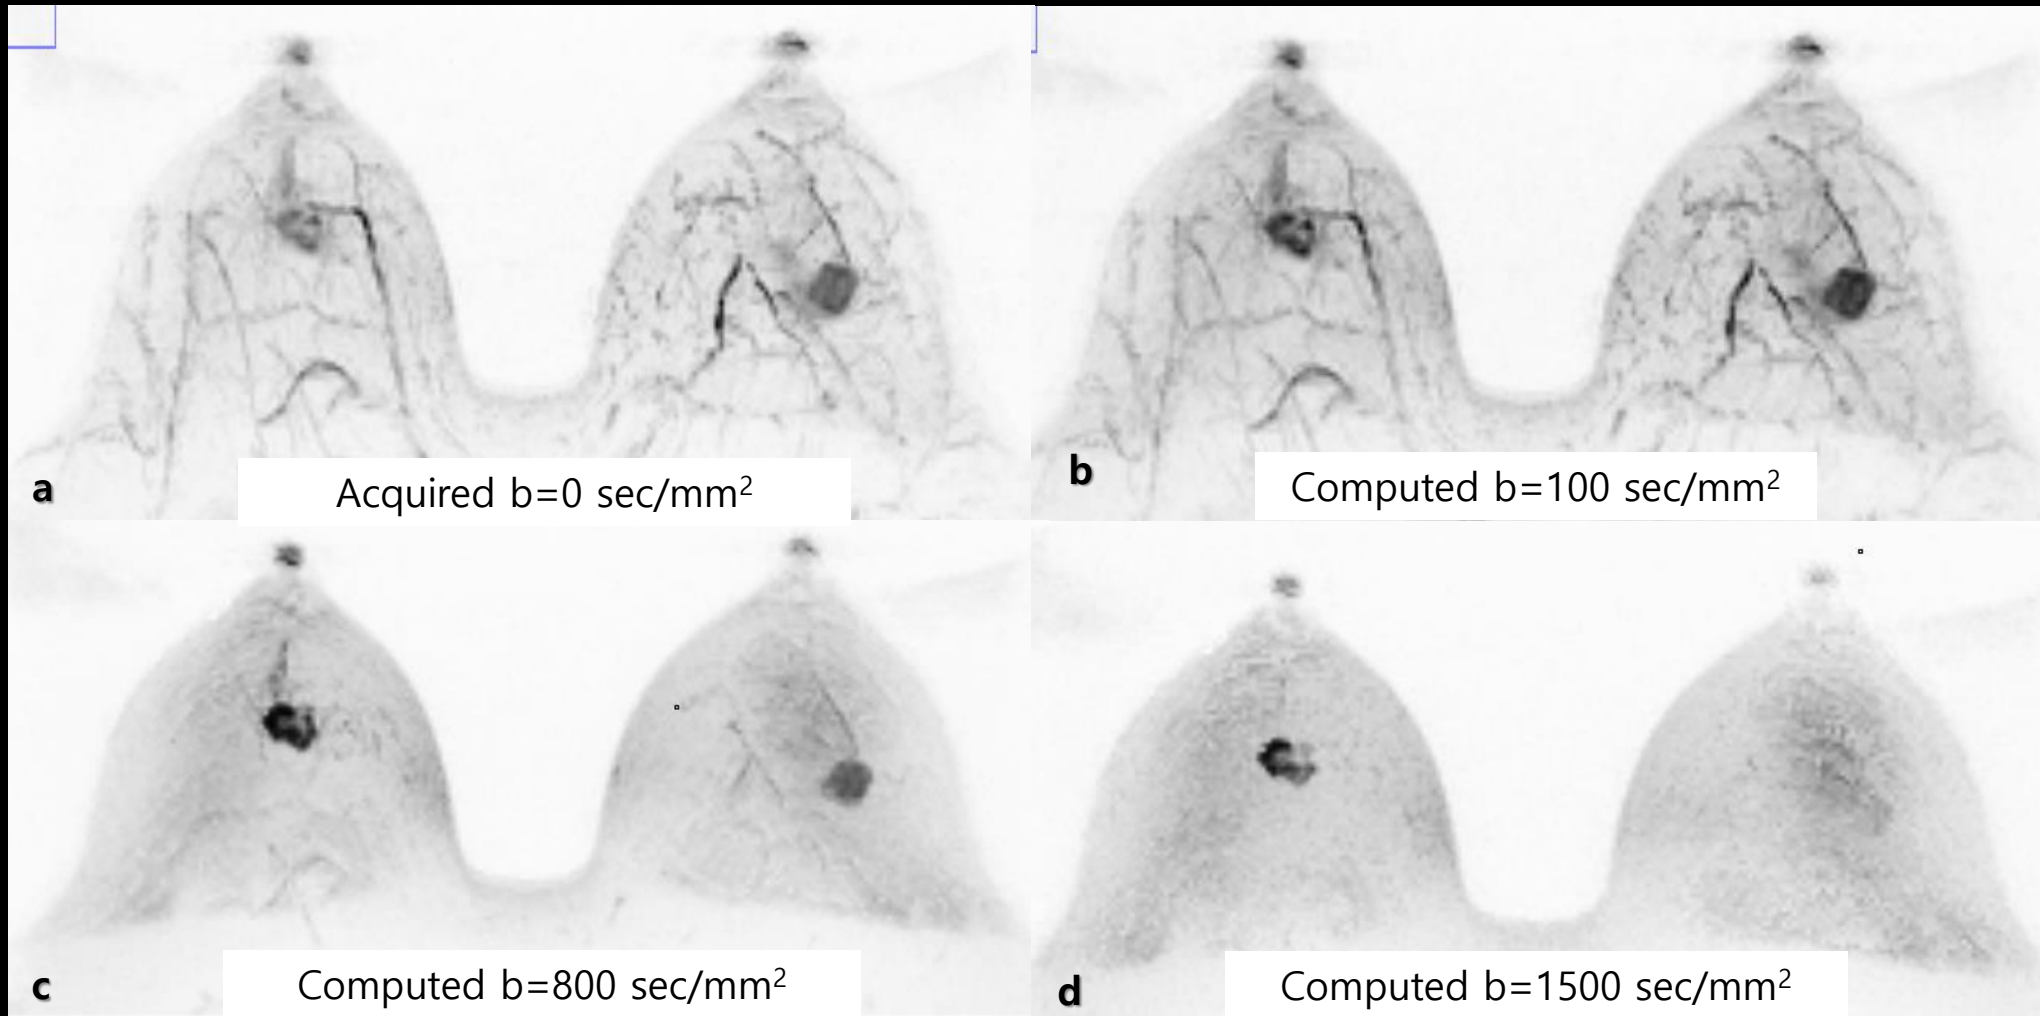 a
Acquired b=0 sec/mm²
b
Computed b=100 sec/mm²
c
Computed b=800 sec/mm²
d
Computed b=1500 sec/mm²